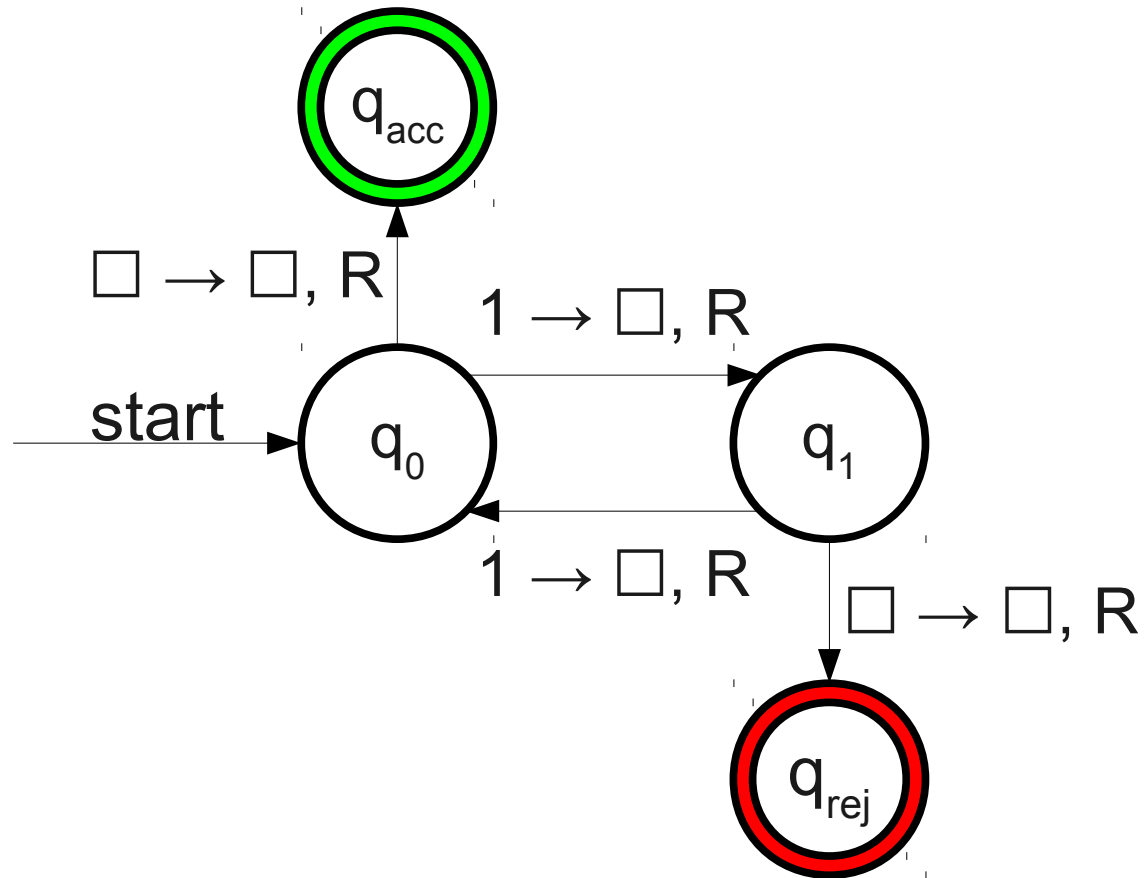 q_acc
□ → □, R
1 → □, R
start
q_0
q_1
1 → □, R
□ → □, R
q_rej